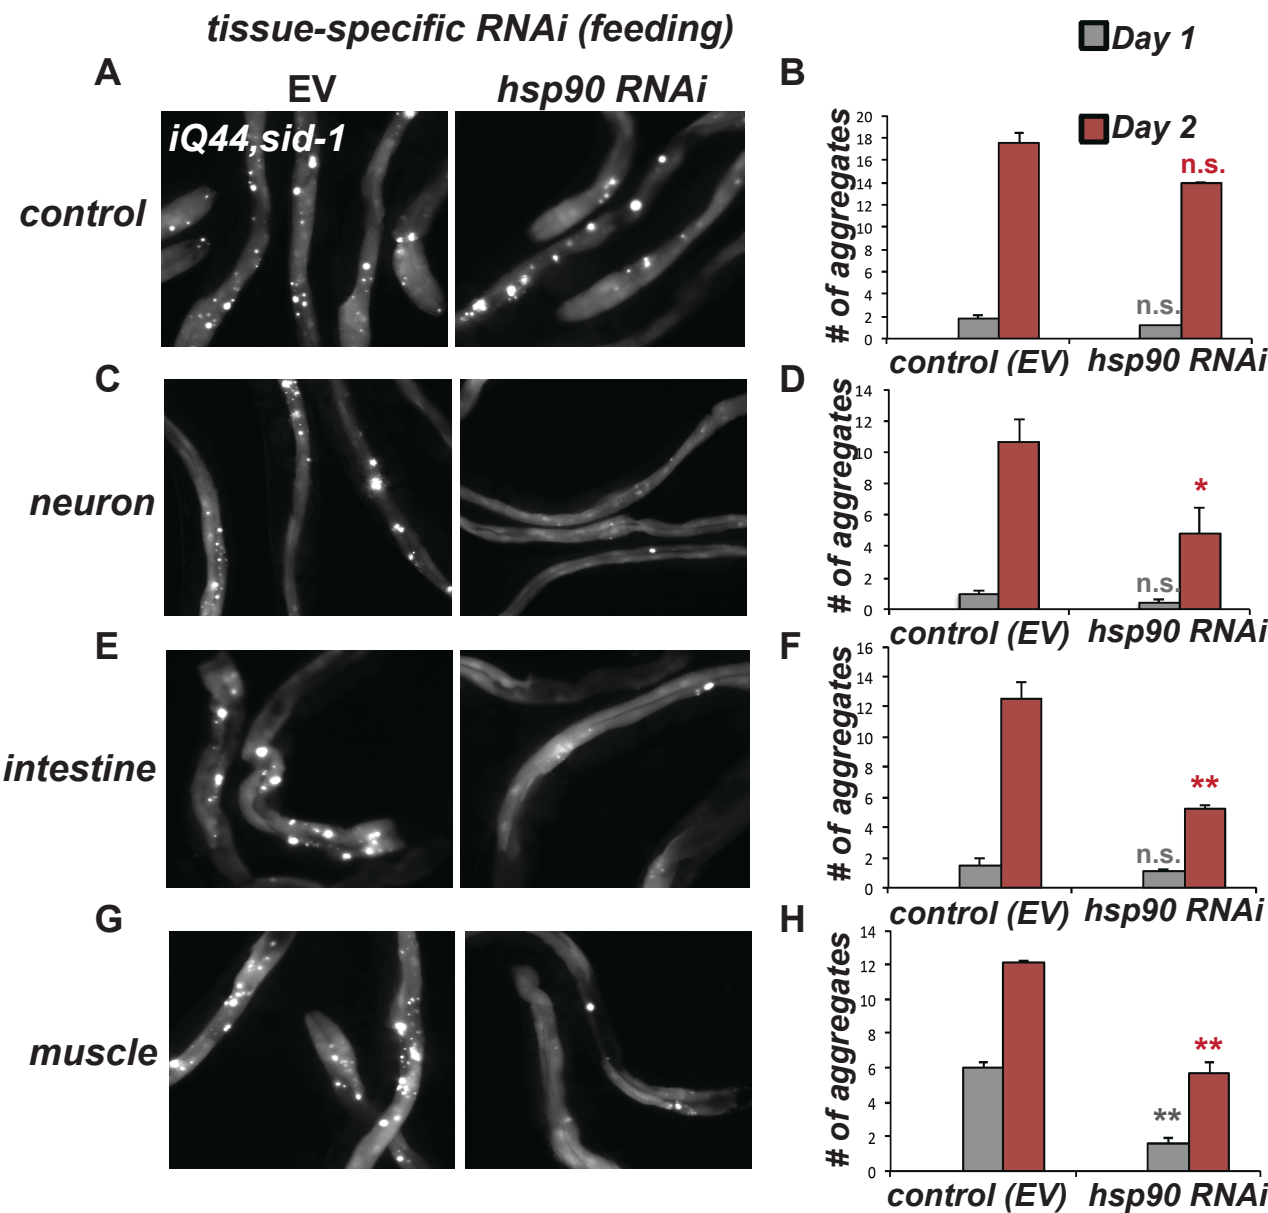 tissue-specific RNAi (feeding)
Day 1
Day 2
A
EV
hsp90 RNAi
iQ44,sid-1
control
B
# of aggregates
20
18
16
14
12
10
8
6
4
2
0
n.s.
n.s.
control (EV)
hsp90 RNAi
C
neuron
D
# of aggregates
14
12
10
8
6
4
2
0
n.s.
*
control (EV)
hsp90 RNAi
E
intestine
F
# of aggregates
16
14
12
10
8
6
4
2
0
n.s.
**
control (EV)
hsp90 RNAi
G
muscle
H
# of aggregates
14
12
10
8
6
4
2
0
**
**
control (EV)
hsp90 RNAi